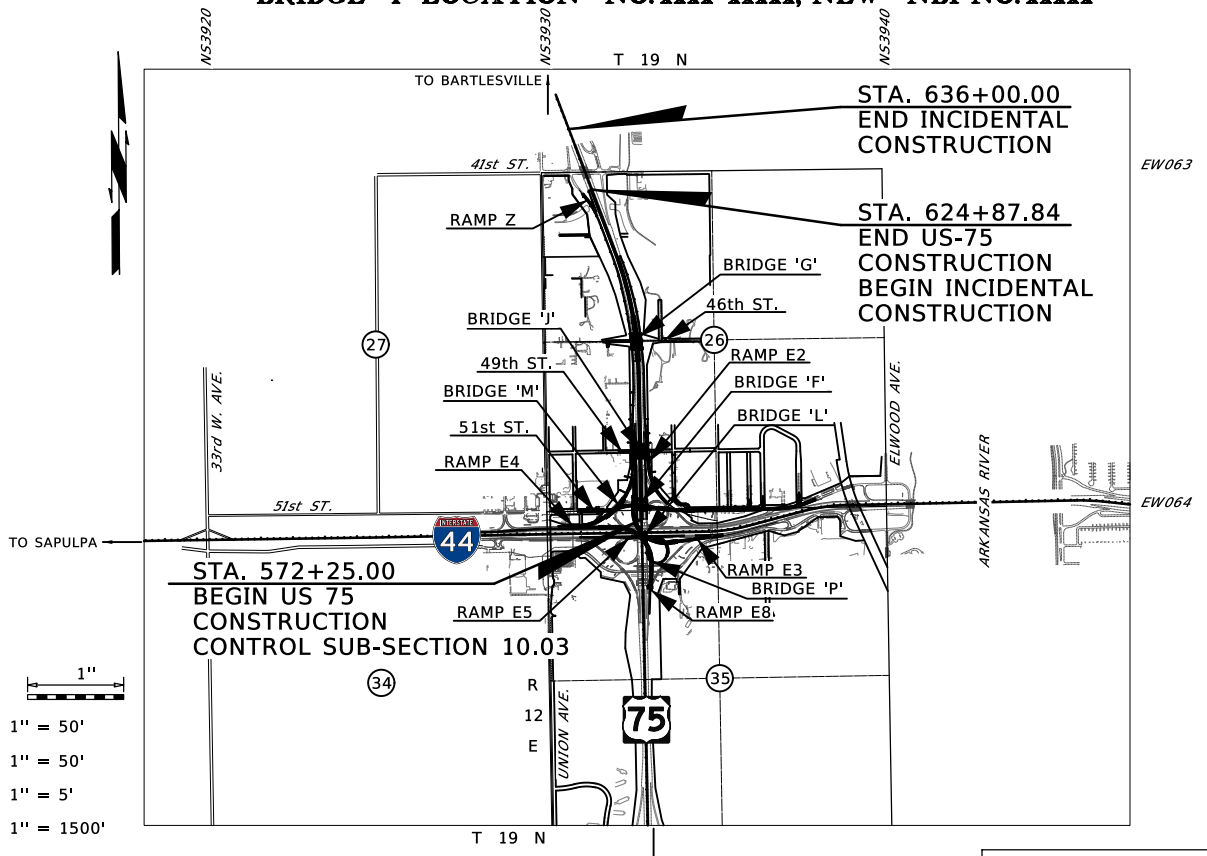 NS3920
NS3930
NS3940
T 19 N
TO BARTLESVILLE
STA. 636+00.00
END INCIDENTAL
CONSTRUCTION
41st ST.
EW063
RAMP Z
STA. 624+87.84
END US-75
CONSTRUCTION
BEGIN INCIDENTAL
CONSTRUCTION
BRIDGE 'G'
46th ST.
BRIDGE 'J'
27
26
49th ST.
RAMP E2
BRIDGE 'M'
BRIDGE 'F'
33rd W. AVE.
BRIDGE 'L'
ELWOOD AVE.
51st ST.
RAMP E4
ARKANSAS RIVER
51st ST.
EW064
INTERSTATE
44
TO SAPULPA
STA. 572+25.00
BEGIN US 75
CONSTRUCTION
CONTROL SUB-SECTION 10.03
RAMP E3
BRIDGE 'P'
RAMP E5
RAMP E8
1"
34
R
12
E
35
75
UNION AVE.
1" = 50'
1" = 50'
1" = 5'
1" = 1500'
T 19 N